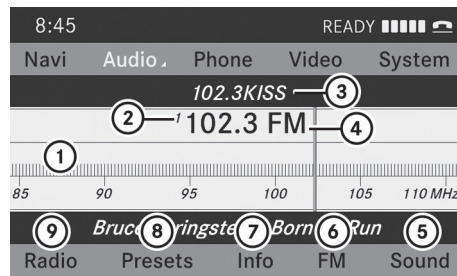 8:45 READY
Navi Audio Phone Video System
102.3KISS 3
2 1 102.3 FM 4
1
85 90 95 100 105 110 MHz
9 8 7 6 5
Born Run
Radio Presets Info FM Sound